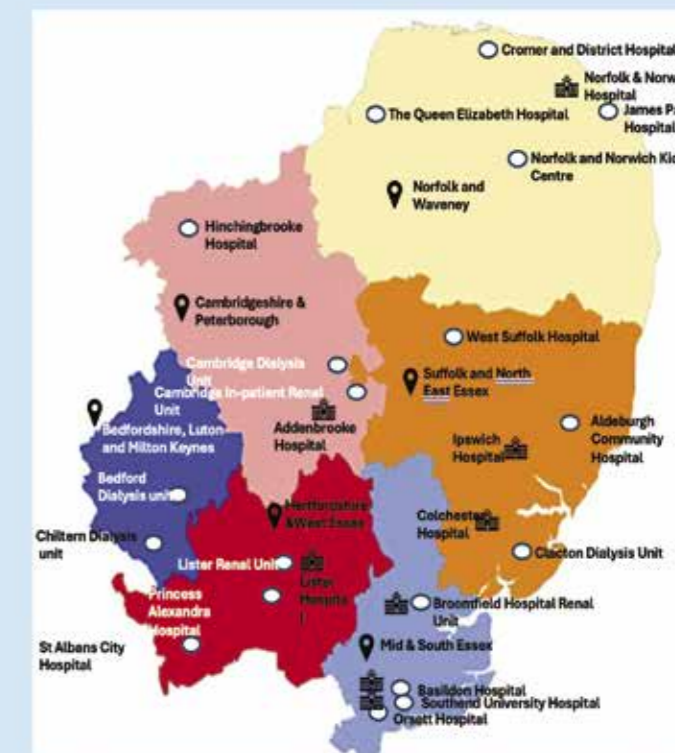 Cromer and District Hospital
Norfolk & Norw
Hospital
The Queen Elizabeth Hospital
James Pa
Hospital
Norfolk and Norwich Kid
Centre
Norfolk and
Waveney
Hinchingbrooke
Hospital
Cambridgeshire &
Peterborough
West Suffolk Hospital
Cambridge Dialysis
Unit
Cambridge In-patient Renal
Unit
Suffolk and North
East Essex
Addenbrooke
Hospital
Aldeburgh
Community
Hospital
Bedfordshire, Luton
and Milton Keynes
Ipswich
Hospital
Bedford
Dialysis unit
Hertfordshire
&West Essex
Colchester
Hospital
Chiltern Dialysis
unit
Clacton Dialysis Unit
Lister Renal Unit
Lister
Hospita
l
Princess
Alexandra
Hospital
Broomfield Hospital Renal
Unit
St Albans City
Hospital
Mid & South Essex
Basildon Hospital
Southend University Hospital
Orsett Hospital